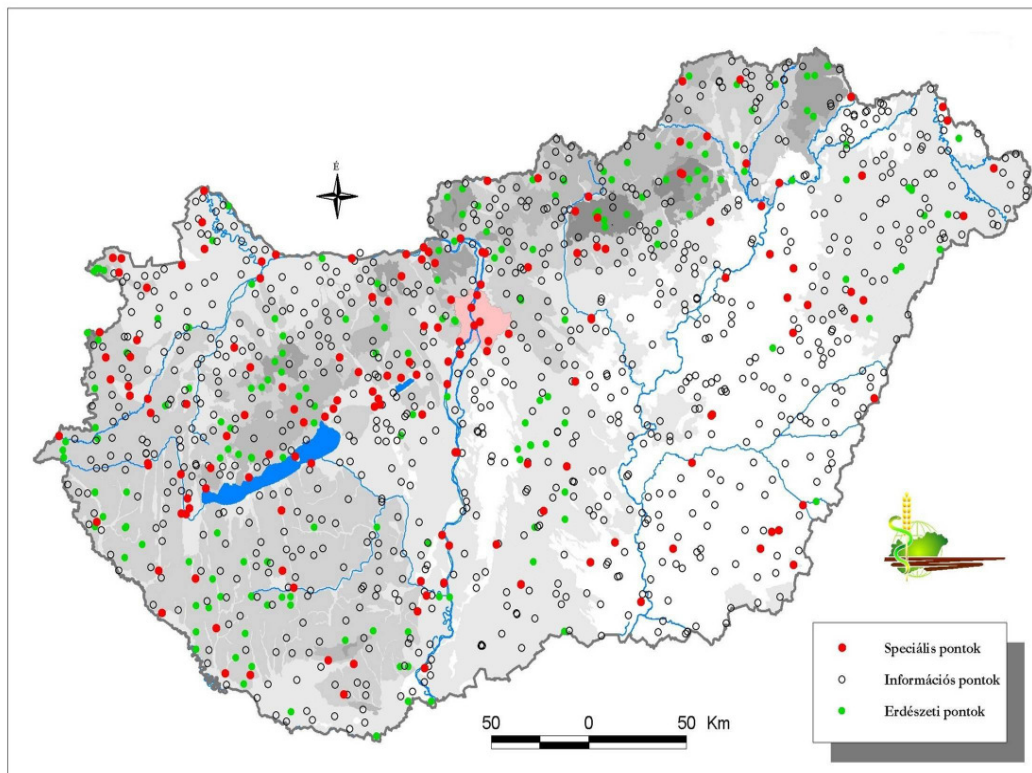 É
Speciális pontok
Információs pontok
Erdészeti pontok
50 0 50 Km